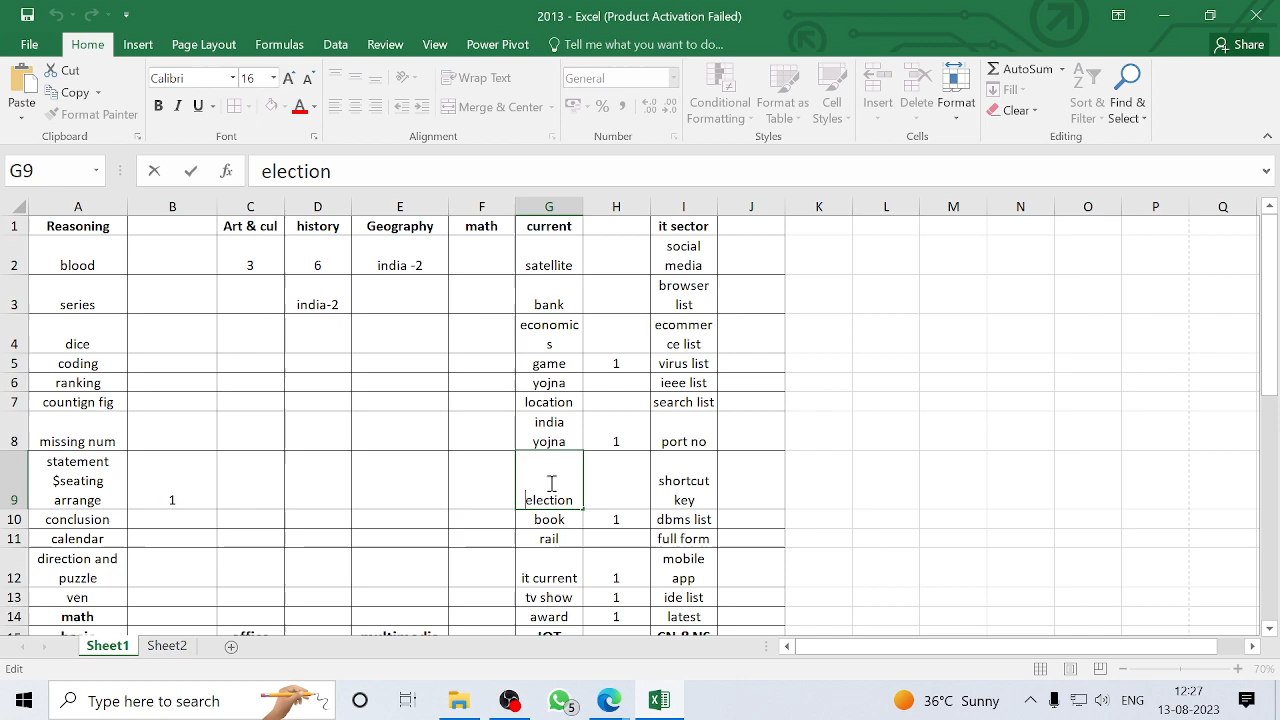 2013 - Excel (Product Activation Failed)
File Home Insert Page Layout Formulas Data Review View Power Pivot Tell me what you want to do... Share
Paste Cut Copy Format Painter
Calibri 16 A A Wrap Text General Conditional Formatting Format as Table Cell Styles Insert Delete Format AutoSum Fill Clear Sort & Filter Find & Select
B I U A Merge & Center % ,
Clipboard Font Alignment Number Styles Cells Editing
G9 fx election
A B C D E F G H I J K L M N O P Q
1 Reasoning Art & cul history Geography math current it sector
2 blood 3 6 india -2 satellite social media
3 series india-2 bank browser list
4 dice economics ecommerce list
5 coding game 1 virus list
6 ranking yojna ieee list
7 countign fig location search list
8 missing num india yojna 1 port no
9 statement $seating arrange 1 election shortcut key
10 conclusion book 1 dbms list
11 calendar rail full form
12 direction and puzzle it current 1 mobile app
13 ven tv show 1 ide list
14 math award 1 latest
Sheet1 Sheet2
Edit 70%
Type here to search 5 36°C Sunny ENG 12:27
13-08-2023